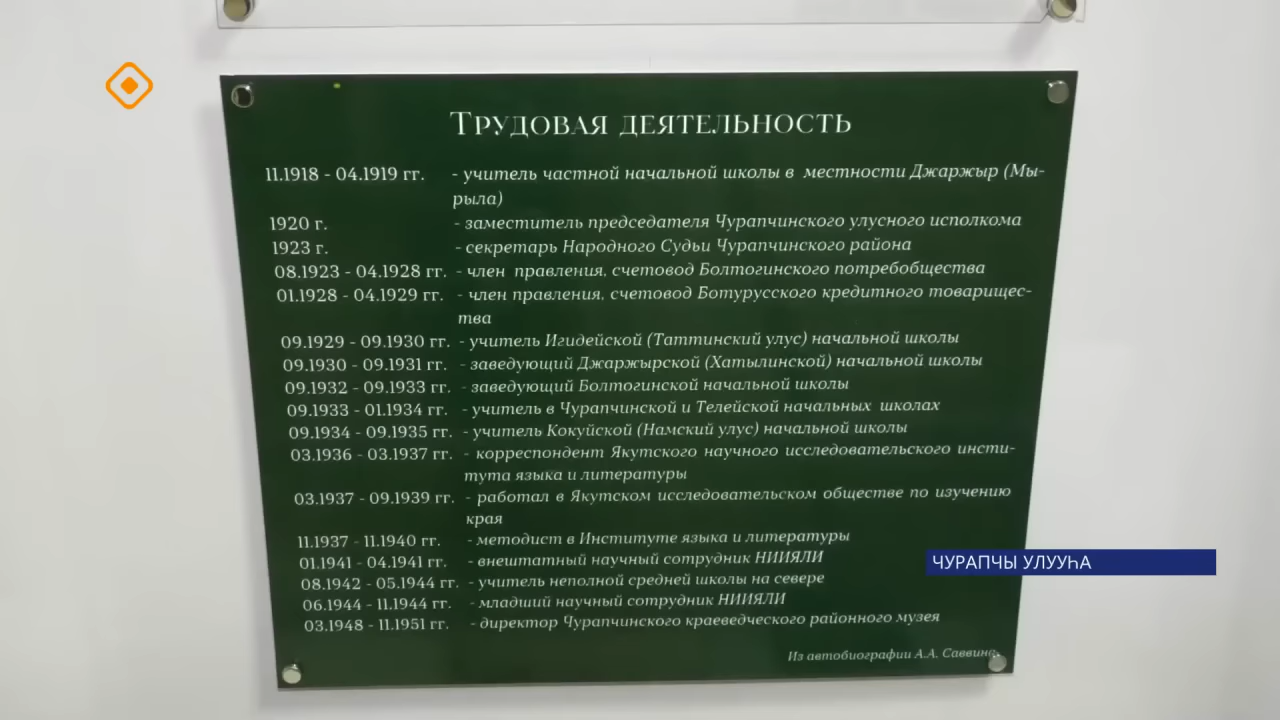 Трудовая деятельность
11.1918 - 04.1919 гг. - учитель частной начальной школы в местности Джаржыр (Мы-
рыла)
1920 г. - заместитель председателя Чурапчинского улусного исполкома
1923 г. - секретарь Народного Судьи Чурапчинского района
08.1923 - 04.1928 гг. - член правления, счетовод Болтогинского потребобщества
01.1928 - 04.1929 гг. - член правления, счетовод Ботурусского кредитного товарищес-
тва
09.1929 - 09.1930 гг. - учитель Игидейской (Таттинский улус) начальной школы
09.1930 - 09.1931 гг. - заведующий Джаржырской (Хатылинской) начальной школы
09.1932 - 09.1933 гг. - заведующий Болтогинской начальной школы
09.1933 - 01.1934 гг. - учитель в Чурапчинской и Телейской начальных школах
09.1934 - 09.1935 гг. - учитель Кокуйской (Намский улус) начальной школы
03.1936 - 03.1937 гг. - корреспондент Якутского научного исследовательского инсти-
тута языка и литературы
03.1937 - 09.1939 гг. - работал в Якутском исследовательском обществе по изучению
края
11.1937 - 11.1940 гг. - методист в Институте языка и литературы
01.1941 - 04.1941 гг. - внештатный научный сотрудник НИИЯЛИ
08.1942 - 05.1944 гг. - учитель неполной средней школы на севере
06.1944 - 11.1944 гг. - младший научный сотрудник НИИЯЛИ
03.1948 - 11.1951 гг. - директор Чурапчинского краеведческого районного музея
Из автобиографии А.А. Саввина
ЧУРАПЧЫ УЛУУҺА